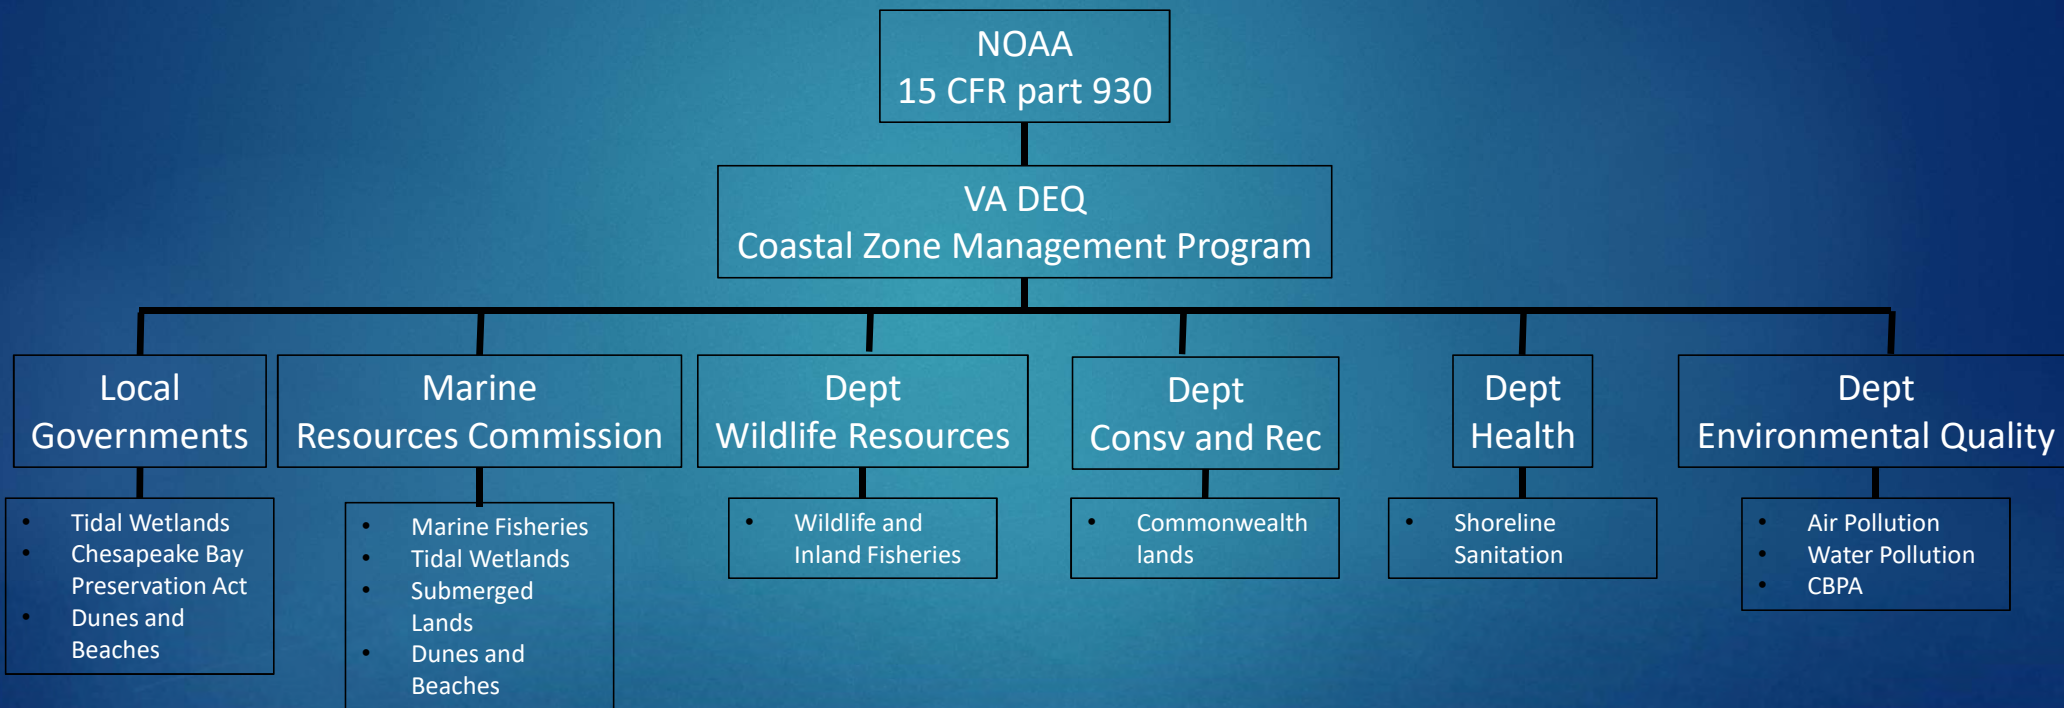 NOAA
15 CFR part 930
VA DEQ
Coastal Zone Management Program
Local
Governments
Marine
Resources Commission
Dept
Wildlife Resources
Dept
Consv and Rec
Dept
Health
Dept
Environmental Quality
• Tidal Wetlands
• Chesapeake Bay
Preservation Act
• Dunes and
Beaches
• Marine Fisheries
• Tidal Wetlands
• Submerged
Lands
• Dunes and
Beaches
• Wildlife and
Inland Fisheries
• Commonwealth
lands
• Shoreline
Sanitation
• Air Pollution
• Water Pollution
• CBPA